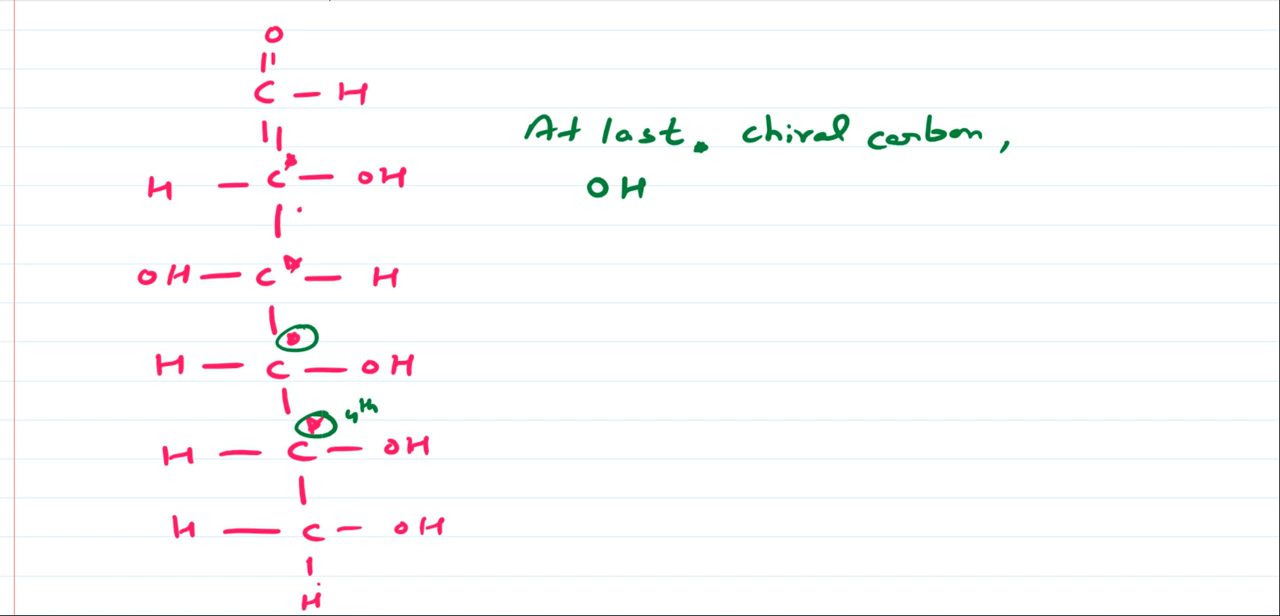 O
C – H
At last. chiral carbon,
H – C* – OH
OH
OH – C* – H
H – C – OH
4th
H – C* – OH
H – C – OH
H